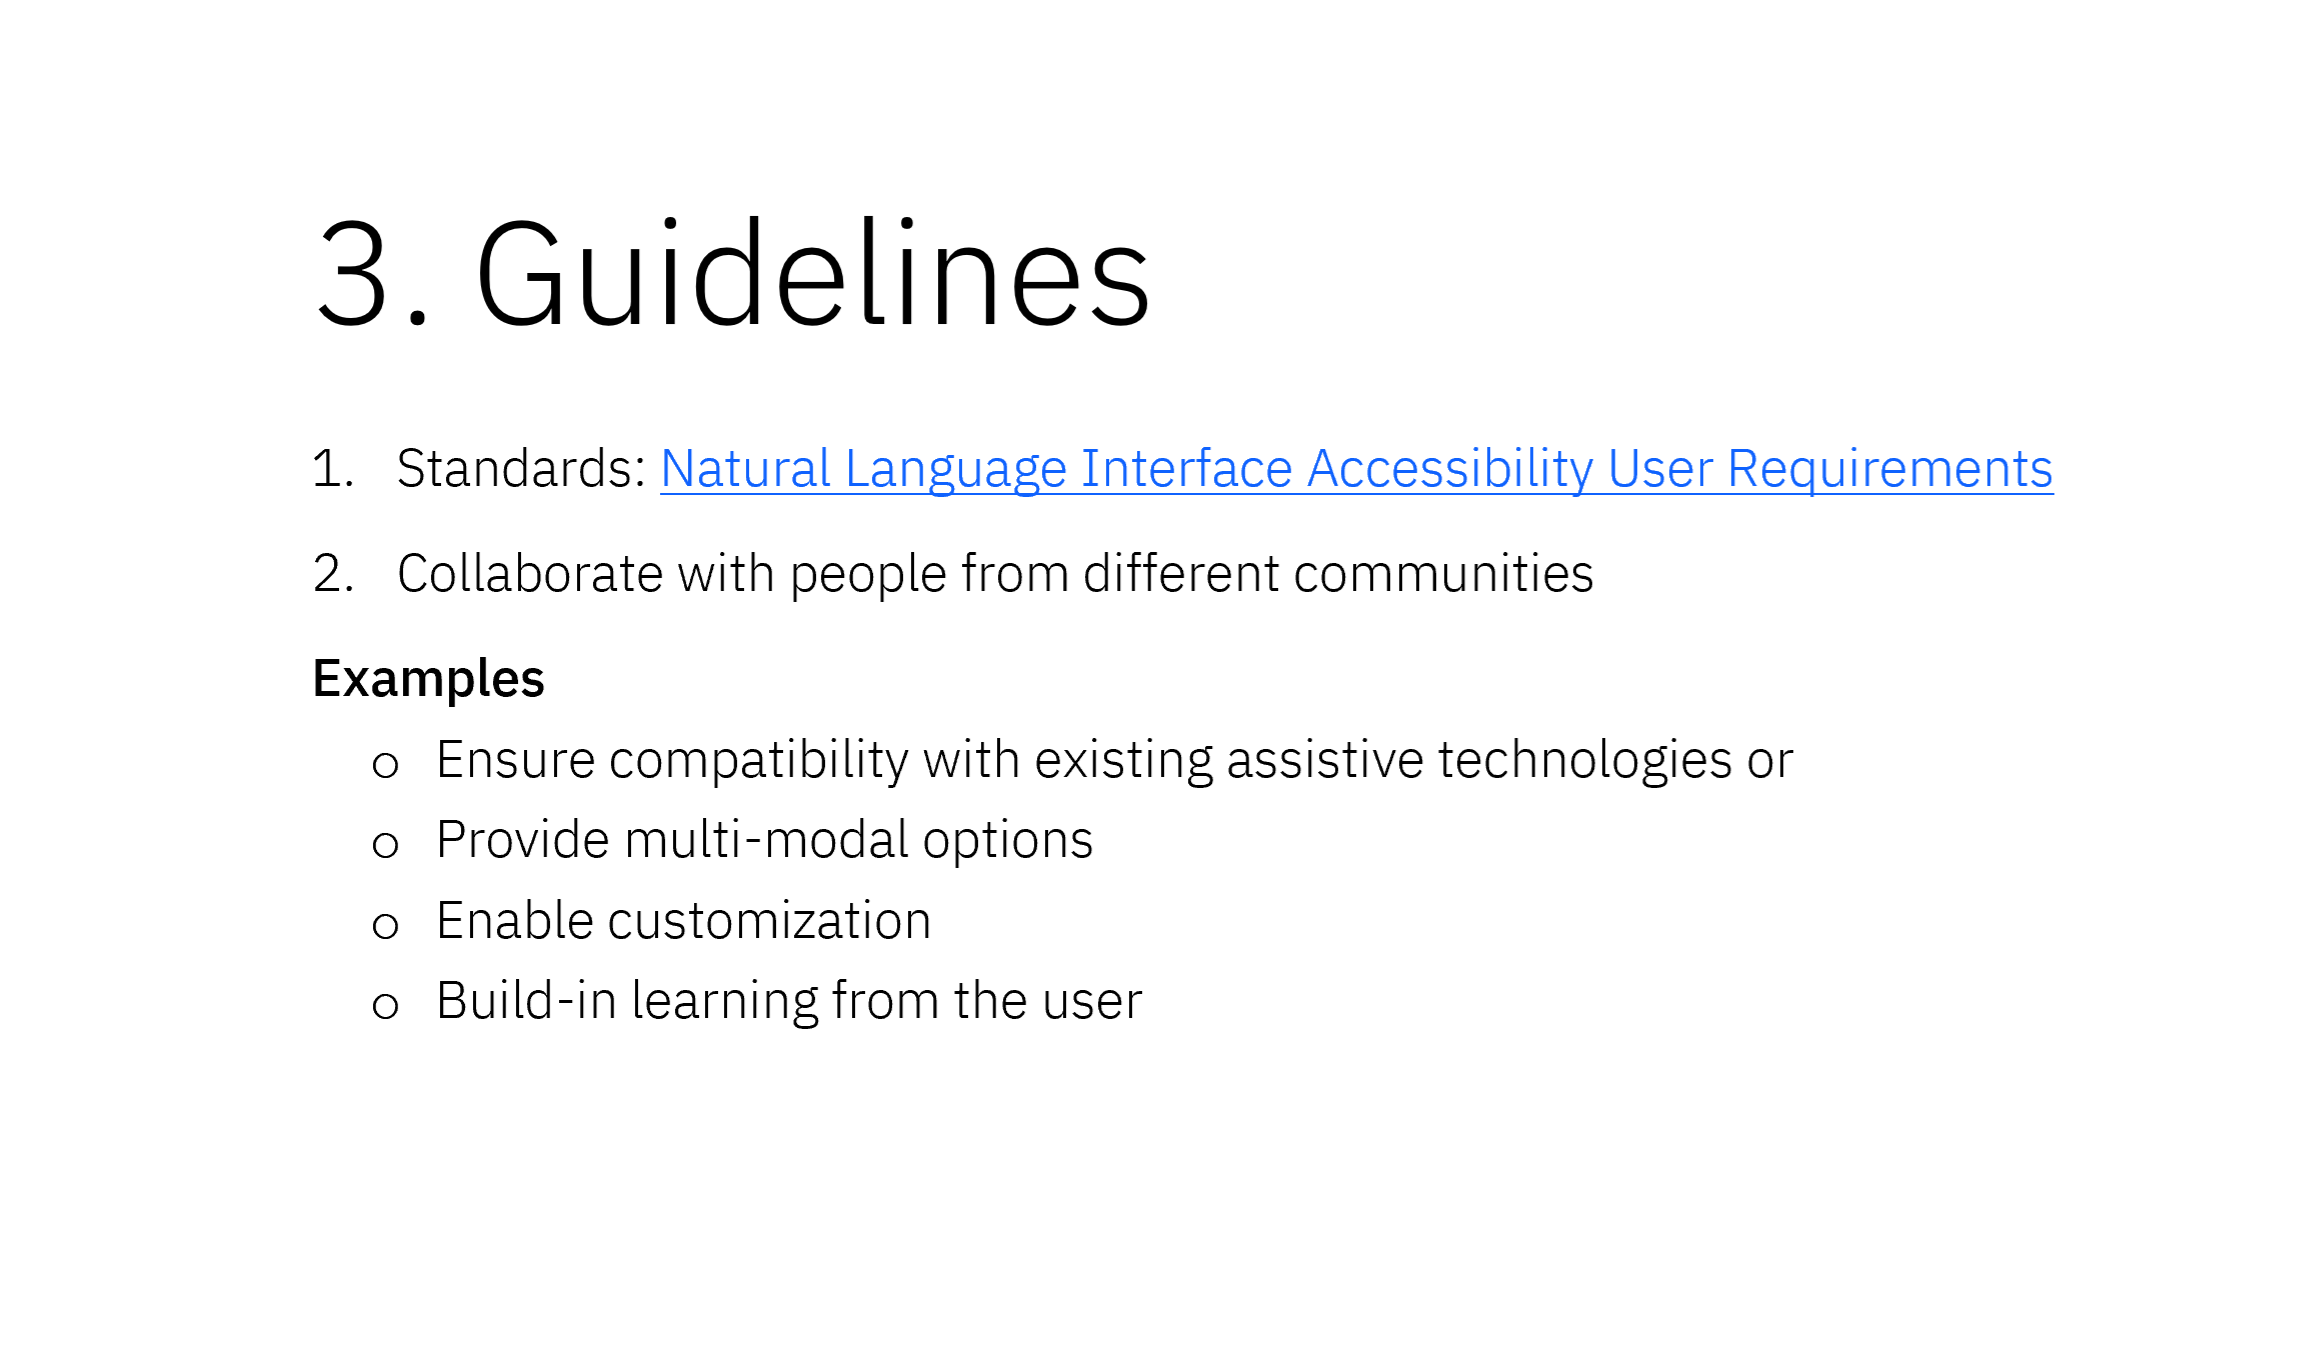 3. Guidelines
1. Standards: Natural Language Interface Accessibility User Requirements
2. Collaborate with people from different communities
Examples
○ Ensure compatibility with existing assistive technologies or
○ Provide multi-modal options
○ Enable customization
○ Build-in learning from the user